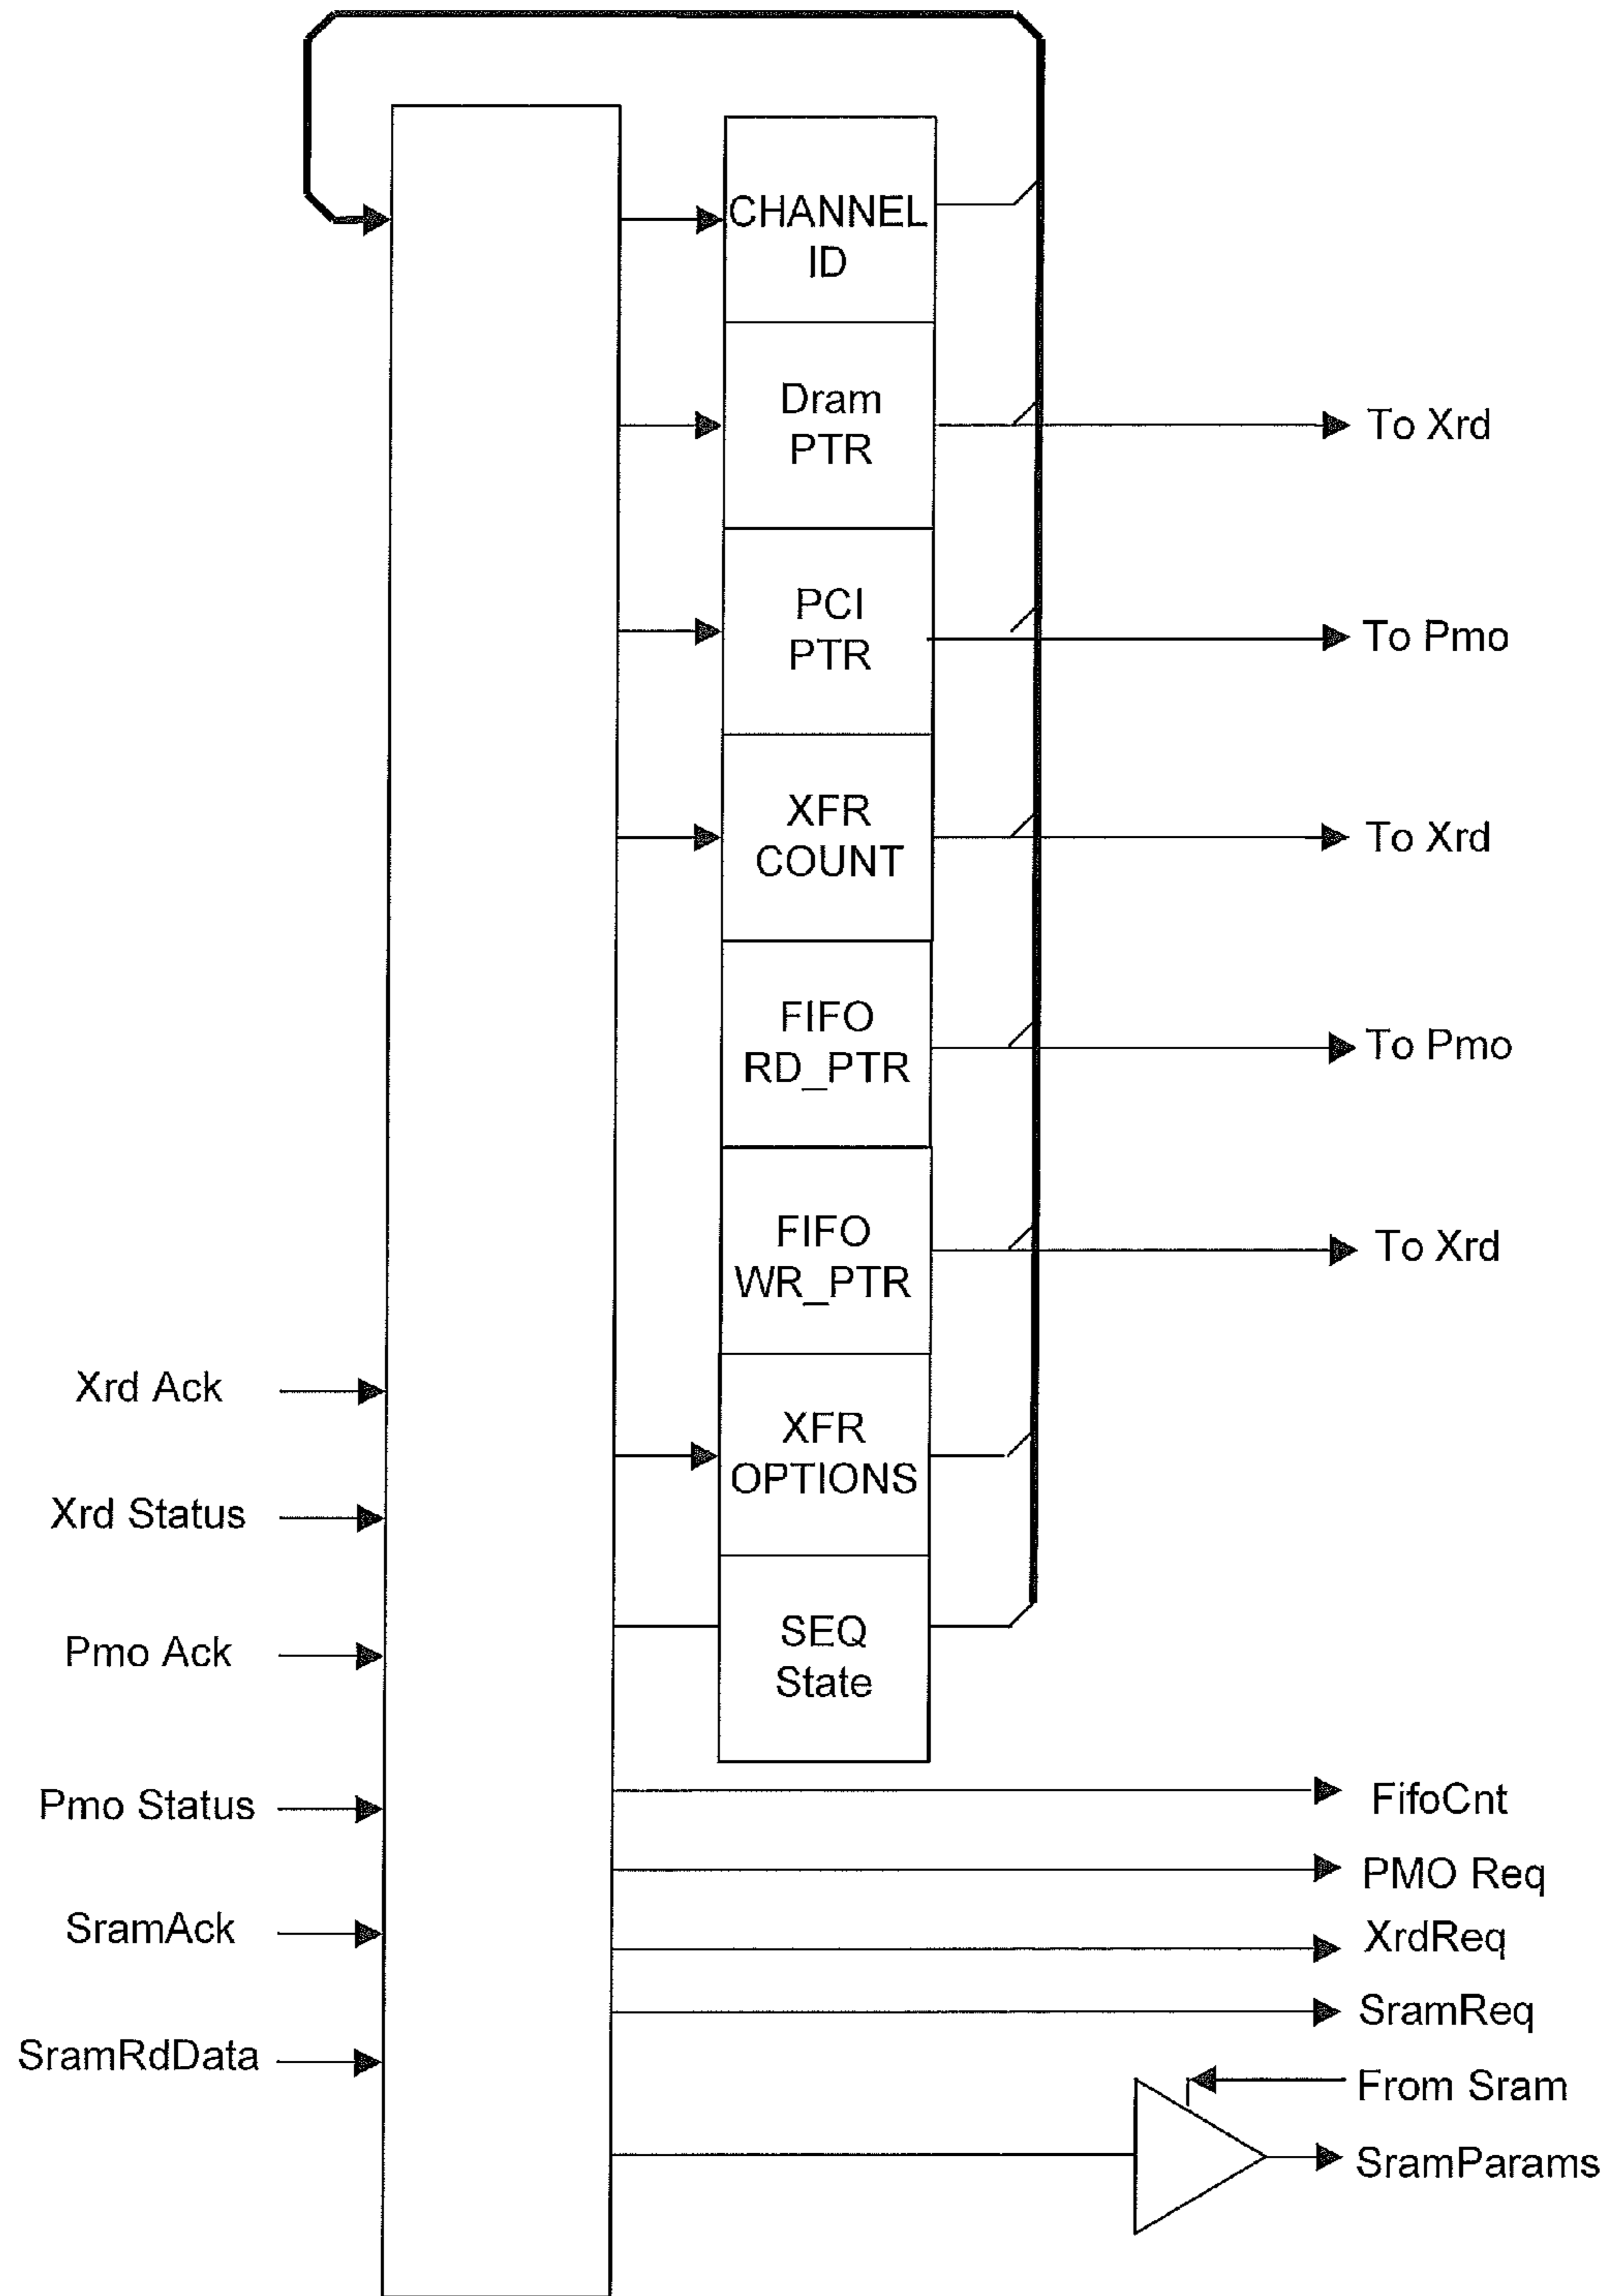 CHANNEL
ID
Dram
PTR
To Xrd
PCI
PTR
To Pmo
XFR
COUNT
To Xrd
FIFO
RD_PTR
To Pmo
FIFO
WR_PTR
To Xrd
Xrd Ack
XFR
OPTIONS
Xrd Status
SEQ
State
Pmo Ack
Pmo Status
FifoCnt
PMO Req
SramAck
XrdReq
SramReq
SramRdData
From Sram
SramParams